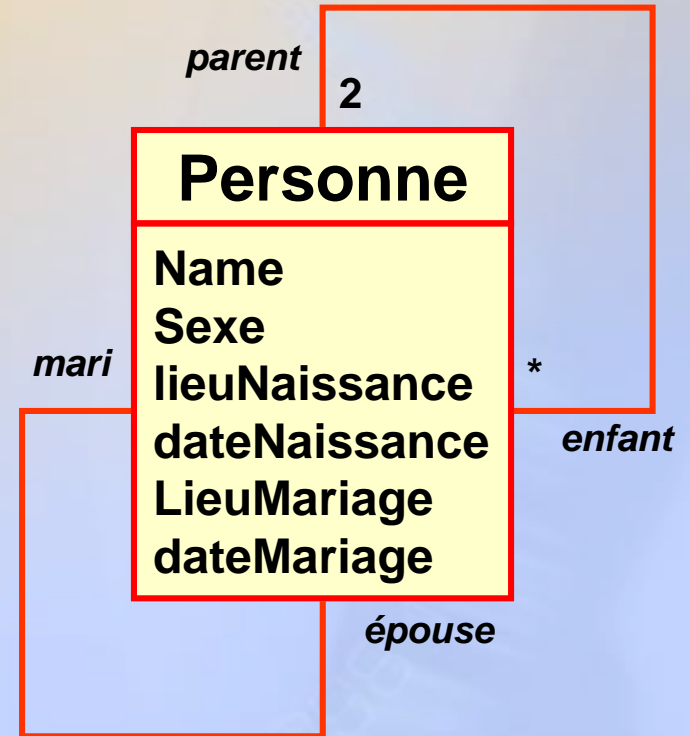 parent
2
Personne
Name
Sexe
mari
lieuNaissance
*
dateNaissance
enfant
LieuMariage
dateMariage
épouse